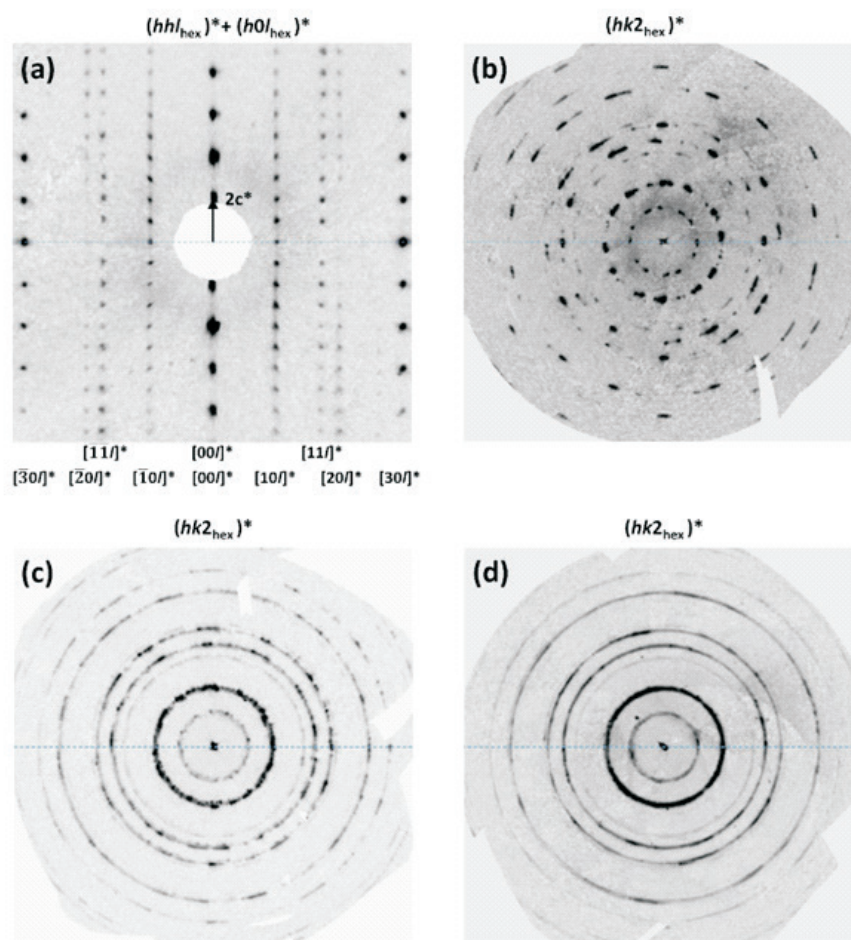 (hhl_hex)* + (h0l_hex)*
(hk2_hex)*
(a)
(b)
2c*
[11l]* [00l]* [11l]*
[3̅0l]* [2̅0l]* [1̅0l]* [00l]* [10l]* [20l]* [30l]*
(hk2_hex)*
(hk2_hex)*
(c)
(d)